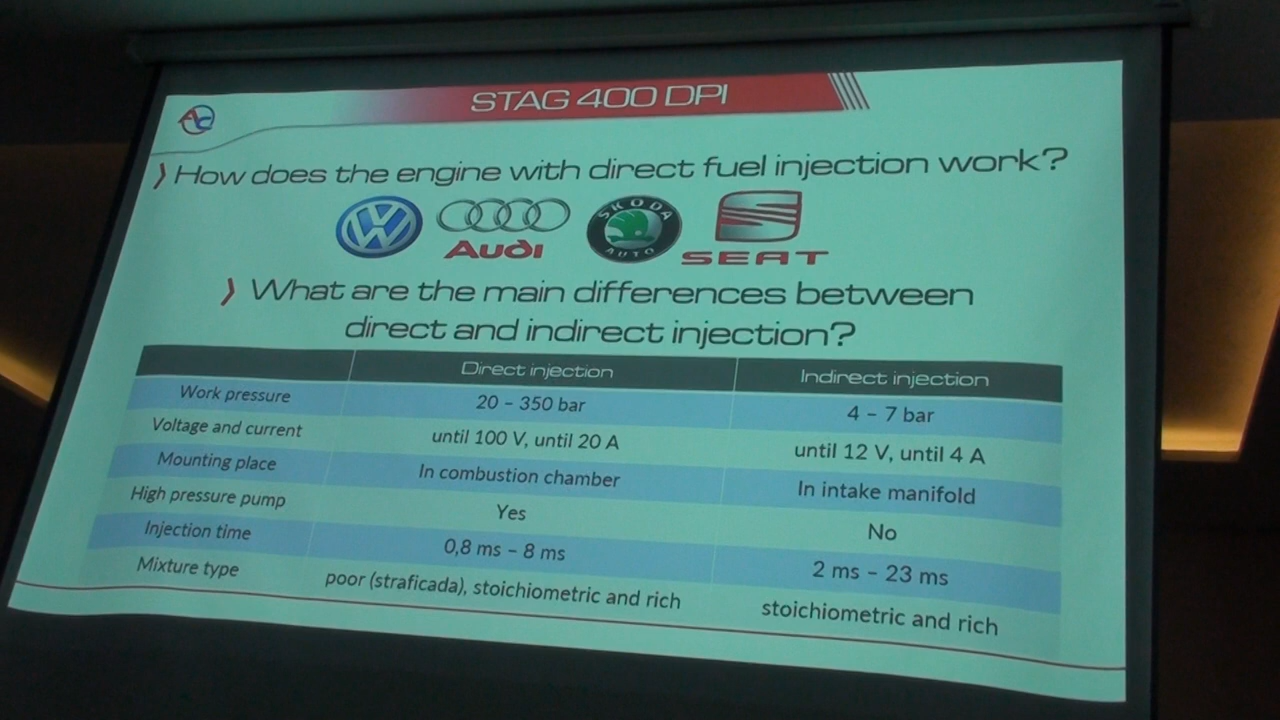 AC
STAG 400 DPI
❭ How does the engine with direct fuel injection work?
VW
Audi
SKODA
AUTO
SEAT
❭ What are the main differences between
direct and indirect injection?
Direct injection Indirect injection
Work pressure 20 – 350 bar 4 – 7 bar
Voltage and current until 100 V, until 20 A until 12 V, until 4 A
Mounting place In combustion chamber In intake manifold
High pressure pump Yes No
Injection time 0,8 ms – 8 ms 2 ms – 23 ms
Mixture type poor (straficada), stoichiometric and rich stoichiometric and rich